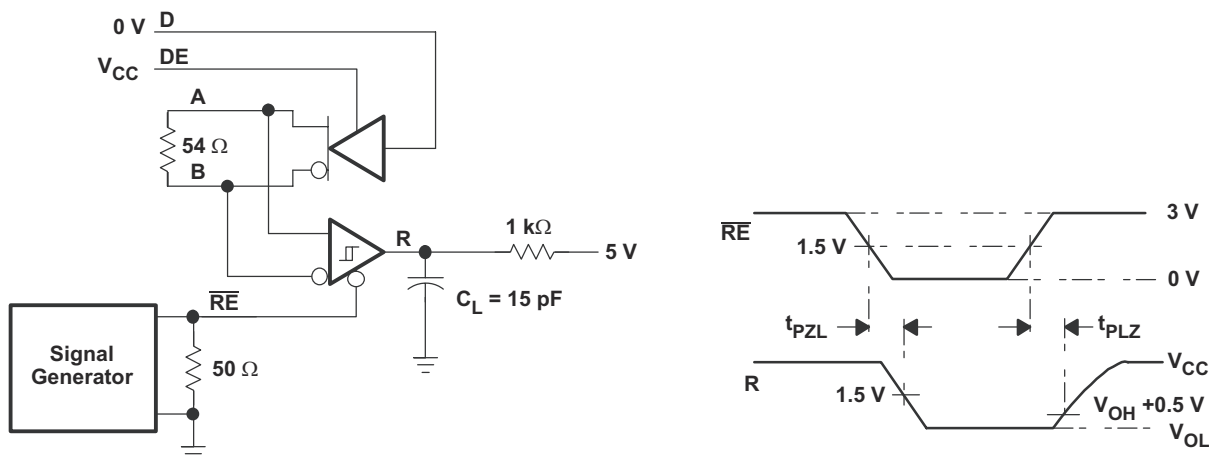 0 V D
V_CC DE
A
54 Ω
B
R
1 kΩ
5 V
C_L = 15 pF
RE
Signal
Generator
50 Ω
RE
3 V
1.5 V
0 V
t_PZL
t_PLZ
R
V_CC
1.5 V
V_OH +0.5 V
V_OL